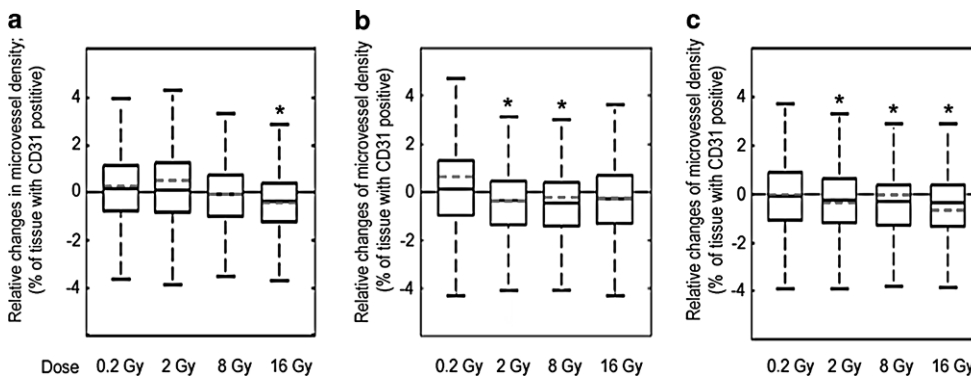 a
b
c
Relative changes in microvessel density;
(% of tissue with CD31 postitive)
4
2
0
-2
-4
*
Relative changes of microvessel density
(% of tissue with CD31 positive)
4
2
0
-2
-4
*
*
Relative changes of microvessel density
(% of tissue with CD31 positive)
4
2
0
-2
-4
*
*
*
Dose 0.2 Gy 2 Gy 8 Gy 16 Gy
0.2 Gy 2 Gy 8 Gy 16 Gy
0.2 Gy 2 Gy 8 Gy 16 Gy